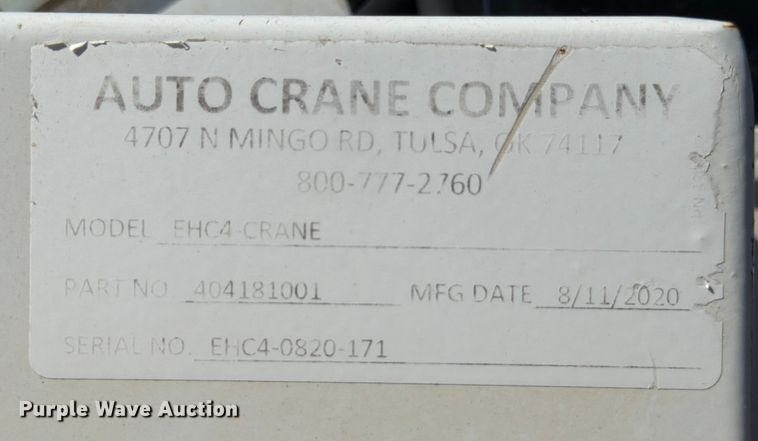 AUTO CRANE COMPANY
4707 N MINGO RD, TULSA, OK 74117
800-777-2760
MODEL EHC4-CRANE
PART NO 404181001 MFG DATE 8/11/2020
SERIAL NO. EHC4-0820-171
Purple Wave Auction